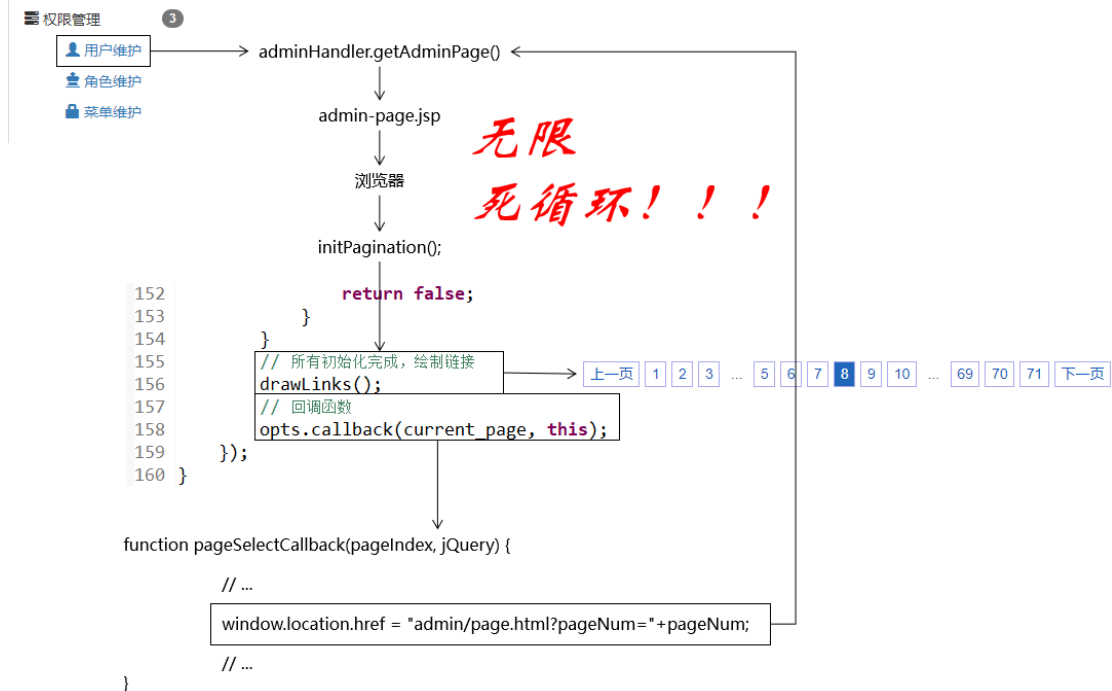 权限管理 3
用户维护
角色维护
菜单维护
adminHandler.getAdminPage()
admin-page.jsp
浏览器
initPagination();
无限
死循环！！！
152 return false;
153 }
154 }
155 // 所有初始化完成，绘制链接
156 drawLinks();
157 // 回调函数
158 opts.callback(current_page, this);
159 });
160 }
上一页 1 2 3 ... 5 6 7 8 9 10 ... 69 70 71 下一页
function pageSelectCallback(pageIndex, jQuery) {
// ...
window.location.href = "admin/page.html?pageNum="+pageNum;
// ...
}